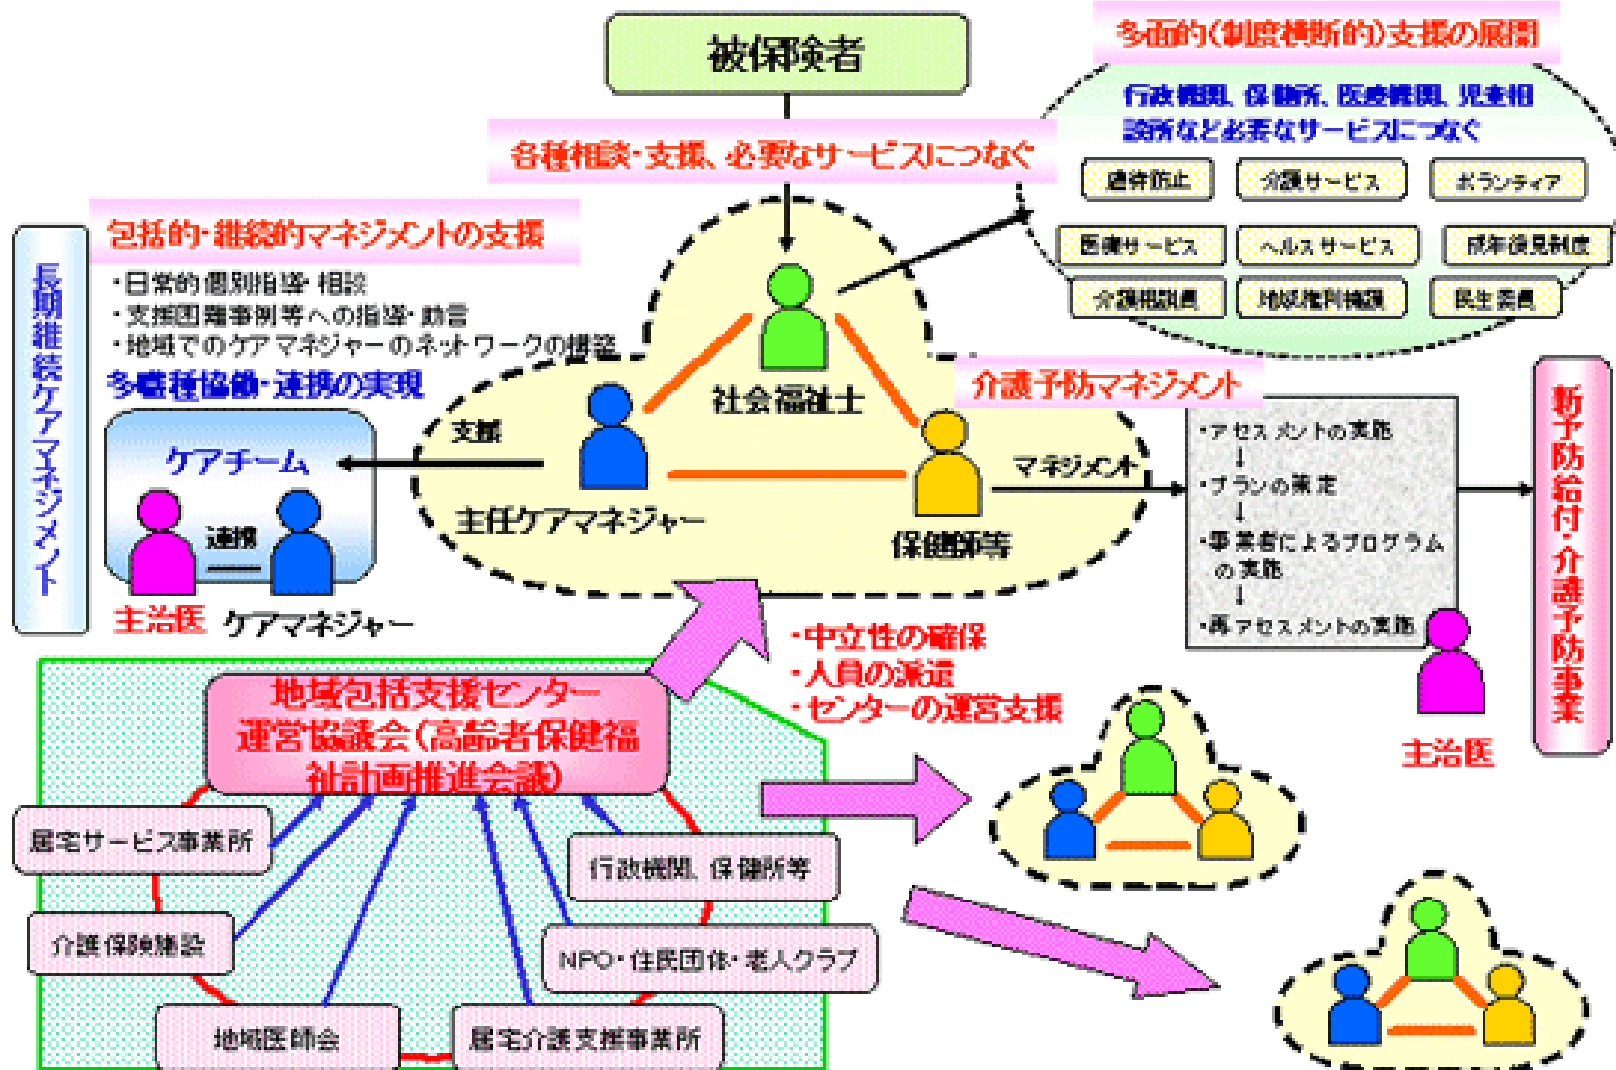 被保険者
多面的（制度横断的）支援の展開
行政機関、保健所、医療機関、児童相
談所など必要なサービスにつなぐ
虐待防止
介護サービス
ボランティア
医療サービス
ヘルスサービス
成年後見制度
介護相談員
地域権利擁護
民生委員
各種相談・支援、必要なサービスにつなぐ
包括的・継続的マネジメントの支援
・日常的個別指導・相談
・支援困難事例等への指導・助言
・地域でのケアマネジャーのネットワークの構築
多職種協働・連携の実現
長期継続ケアマネジメント
ケアチーム
連携
主治医
ケアマネジャー
支援
社会福祉士
主任ケアマネジャー
保健師等
マネジメント
介護予防マネジメント
・アセスメントの実施
↓
・プランの策定
↓
・事業者によるプログラム
の実施
↓
・再アセスメントの実施
主治医
新予防給付・介護予防事業
・中立性の確保
・人員の派遣
・センターの運営支援
地域包括支援センター
運営協議会（高齢者保健福
祉計画推進会議）
居宅サービス事業所
介護保険施設
地域医師会
居宅介護支援事業所
NPO・住民団体・老人クラブ
行政機関、保健所等